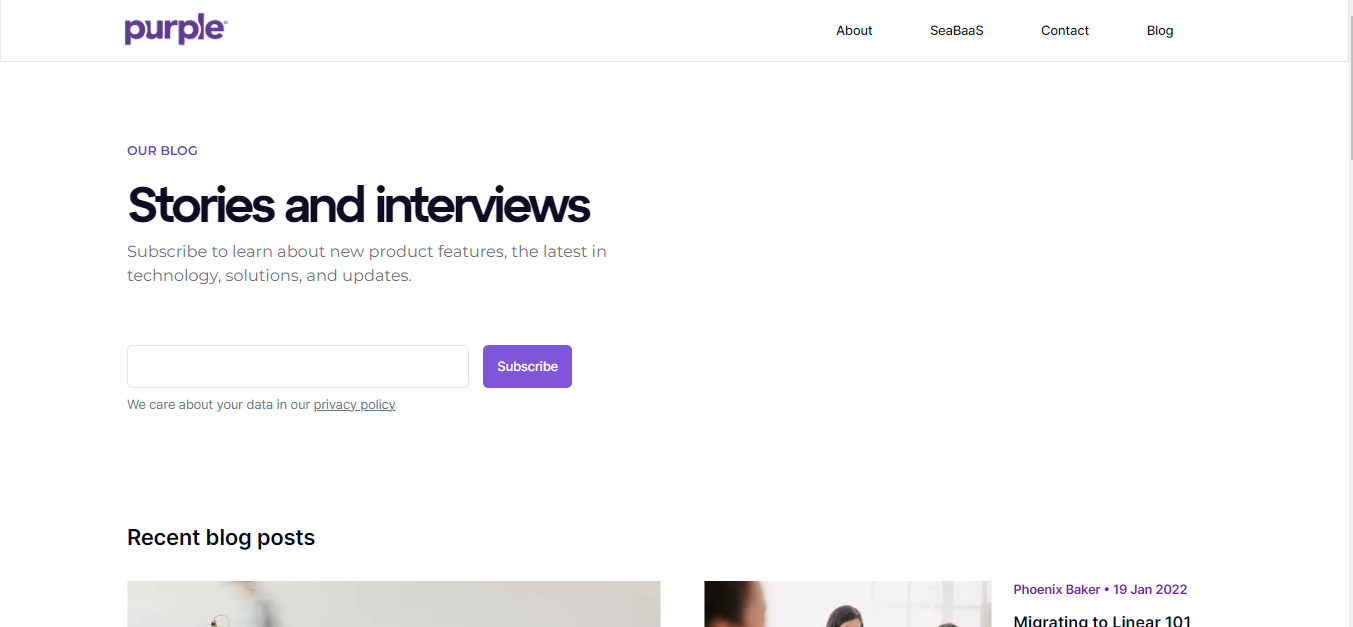 purple®
About
SeaBaaS
Contact
Blog
OUR BLOG
Stories and interviews
Subscribe to learn about new product features, the latest in
technology, solutions, and updates.
Subscribe
We care about your data in our privacy policy
Recent blog posts
Phoenix Baker • 19 Jan 2022
Migrating to Linear 101